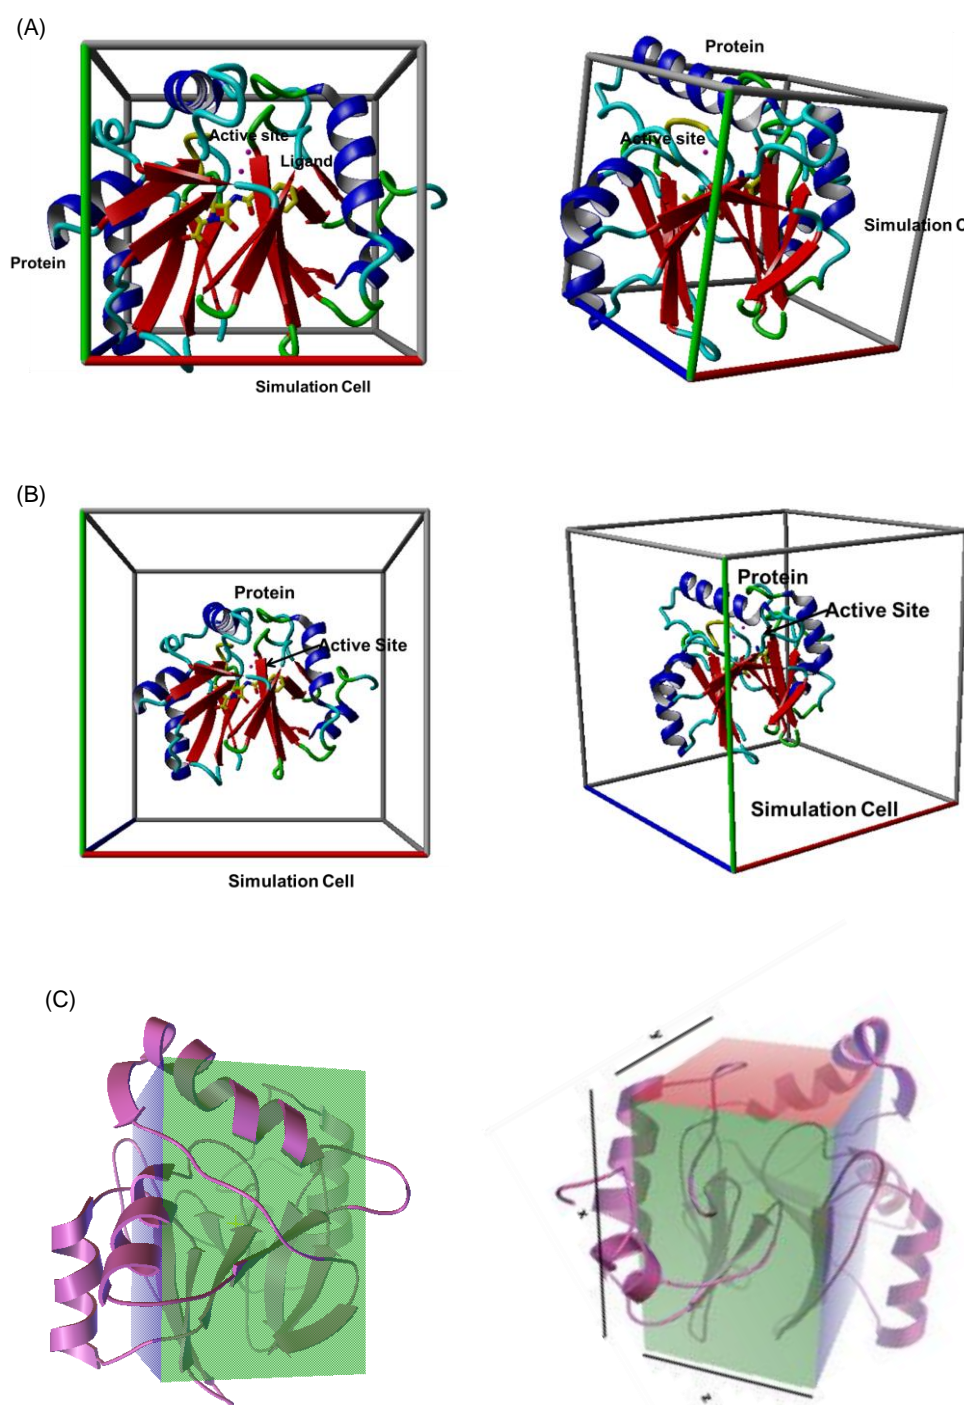 (A)
Protein
Active site
Ligand
Active site
Protein
Simulation C
Simulation Cell
(B)
Protein
Active Site
Protein
Active Site
Simulation Cell
Simulation Cell
(C)
Y
X
Z